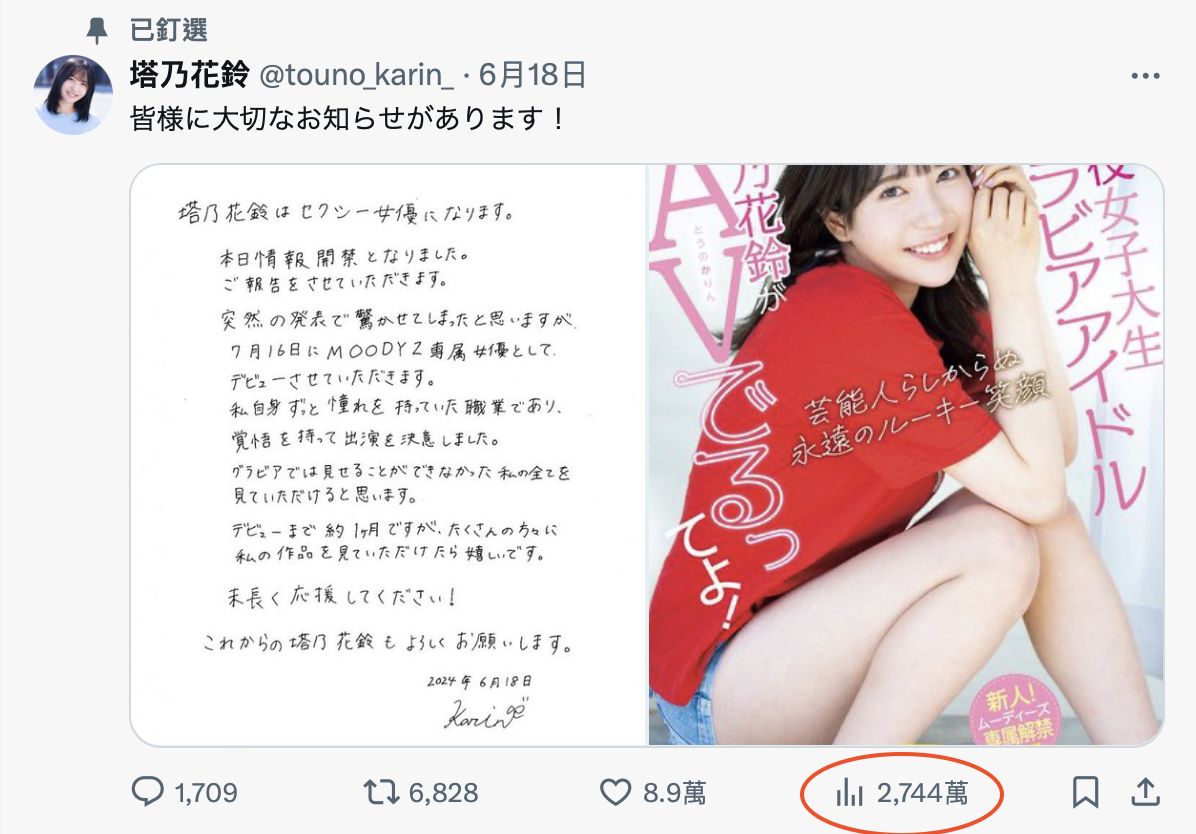 已釘選
塔乃花鈴 @touno_karin_ · 6月18日
皆様に大切なお知らせがあります！
塔乃花鈴はセクシー女優になります。
本日情報開禁となりました。
ご報告をさせていただきます。
突然の発表で驚かせてしまったと思いますが、
7月16日にMOODYZ専属女優として、
デビューさせていただきます。
私自身ずっと憧れを持っていた職業であり、
覚悟を持って出演を決意しました。
グラビアでは見せることができなかった私の全てを
見ていただけると思います。
デビューまで約1ヶ月ですが、たくさんの方々に
私の作品を見ていただけたら嬉しいです。
末長く応援してください！
これからの塔乃花鈴もよろしくお願いします。
2024年6月18日
Karin
役女子大生
ラビアアイドル
乃花鈴が
とうのかりん
AVでるっ
てよ！
芸能人らしからぬ
永遠のルーキー笑顔
新人！
ムーディーズ
専属解禁
1,709
6,828
8.9萬
2,744萬